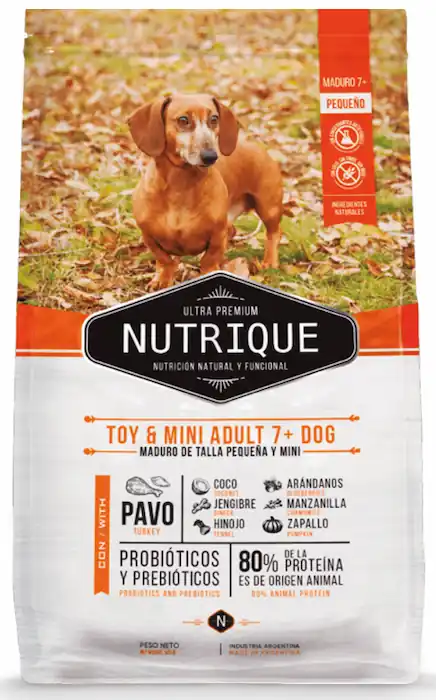 MADURO 7+
PEQUEÑO
INGREDIENTES
NATURALES
ULTRA PREMIUM
NUTRIQUE
NUTRICIÓN NATURAL Y FUNCIONAL
TOY & MINI ADULT 7+ DOG
MADURO DE TALLA PEQUEÑA Y MINI
CON / WITH
PAVO
TURKEY
COCO
COCONUT
JENGIBRE
GINGER
HINOJO
FENNEL
ARÁNDANOS
BLUEBERRIES
MANZANILLA
CHAMOMILE
ZAPALLO
PUMPKIN
PROBIÓTICOS
Y PREBIÓTICOS
PROBIOTICS AND PREBIOTICS
80% DE LA
PROTEÍNA
ES DE ORIGEN ANIMAL
80% ANIMAL PROTEIN
N
PESO NETO
INDUSTRIA ARGENTINA
MADE IN ARGENTINA